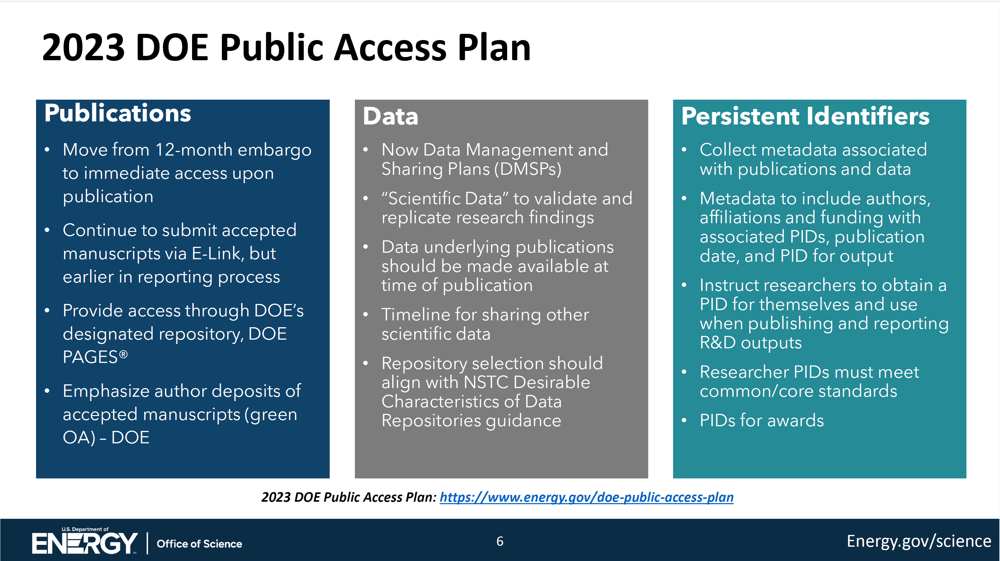 2023 DOE Public Access Plan
Publications
• Move from 12-month embargo
to immediate access upon
publication
• Continue to submit accepted
manuscripts via E-Link, but
earlier in reporting process
• Provide access through DOE’s
designated repository, DOE
PAGES®
• Emphasize author deposits of
accepted manuscripts (green
OA) – DOE
Data
• Now Data Management and
Sharing Plans (DMSPs)
• “Scientific Data” to validate and
replicate research findings
• Data underlying publications
should be made available at
time of publication
• Timeline for sharing other
scientific data
• Repository selection should
align with NSTC Desirable
Characteristics of Data
Repositories guidance
Persistent Identifiers
• Collect metadata associated
with publications and data
• Metadata to include authors,
affiliations and funding with
associated PIDs, publication
date, and PID for output
• Instruct researchers to obtain a
PID for themselves and use
when publishing and reporting
R&D outputs
• Researcher PIDs must meet
common/core standards
• PIDs for awards
2023 DOE Public Access Plan: https://www.energy.gov/doe-public-access-plan
U.S. Department of
ENERGY™
Office of Science
6
Energy.gov/science